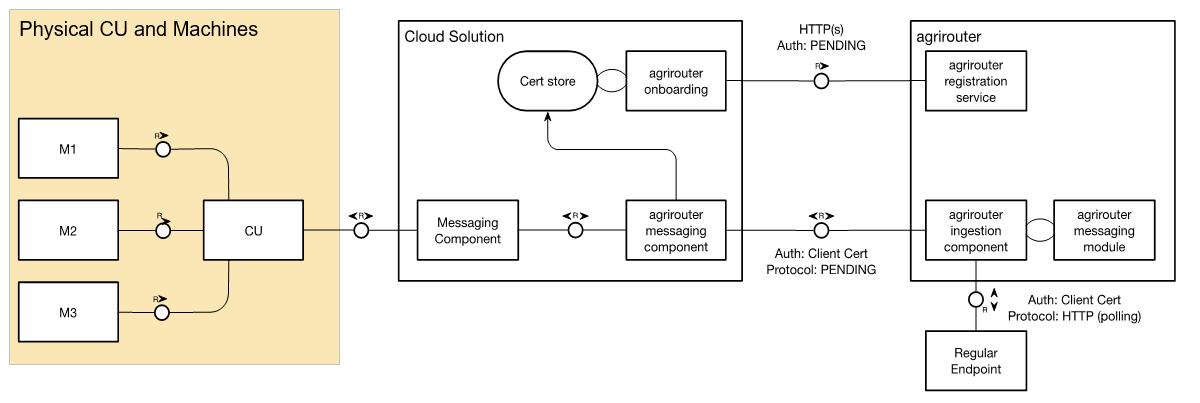 Physical CU and Machines
M1
R
M2
R
CU
M3
R
R
Cloud Solution
Cert store
agrirouter
onboarding
Messaging
Component
R
agrirouter
messaging
component
HTTP(s)
Auth: PENDING
R
R
Auth: Client Cert
Protocol: PENDING
agrirouter
agrirouter
registration
service
agrirouter
ingestion
component
agrirouter
messaging
module
R
Auth: Client Cert
Protocol: HTTP (polling)
Regular
Endpoint